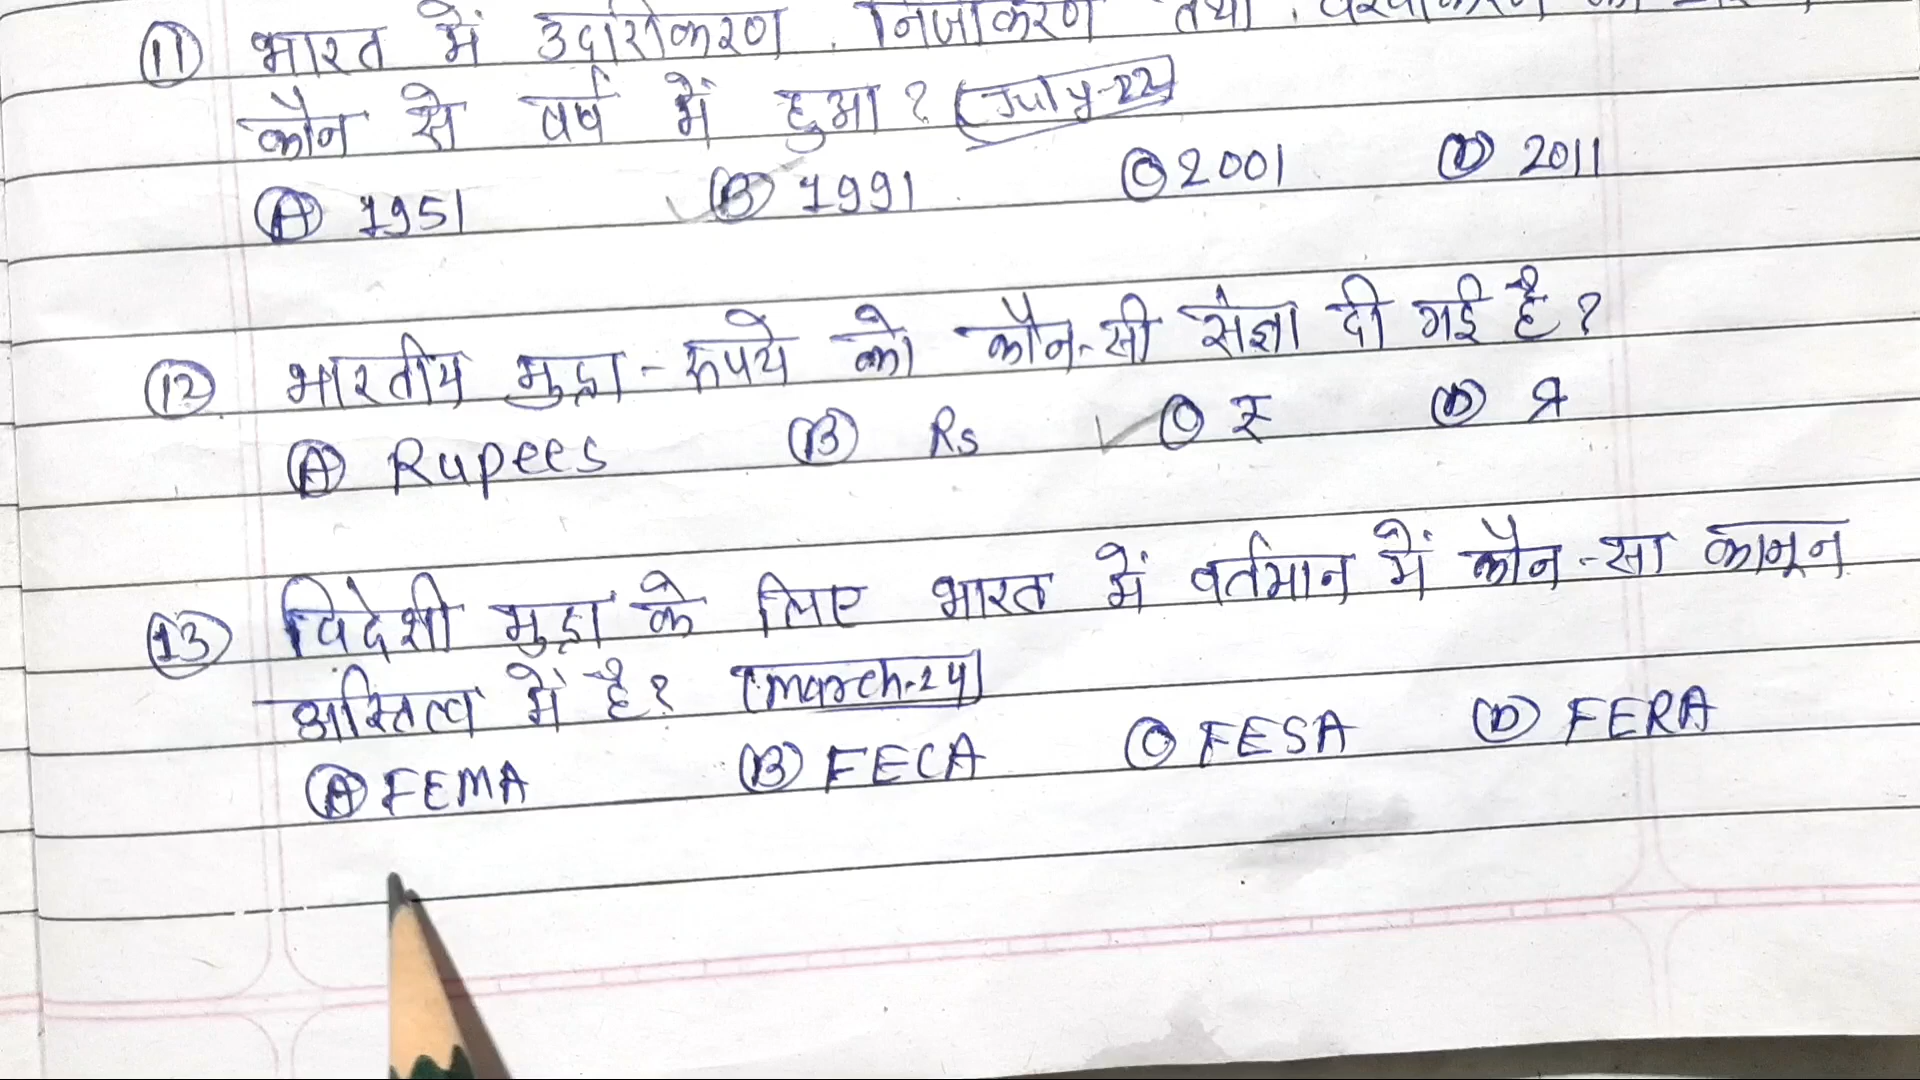 11 भारत में उदारीकरण, निजीकरण तथा
कौन से वर्ष में हुआ? (July-22)
A 1951 B 1991 C 2001 D 2011
12 भारतीय मुद्रा - रुपये को कौन-सी संज्ञा दी गई है?
A Rupees B Rs C ₹ D
13 विदेशी मुद्रा के लिए भारत में वर्तमान में कौन-सा कानून
अस्तित्व में है? (March-24)
A FEMA B FECA C FESA D FERA